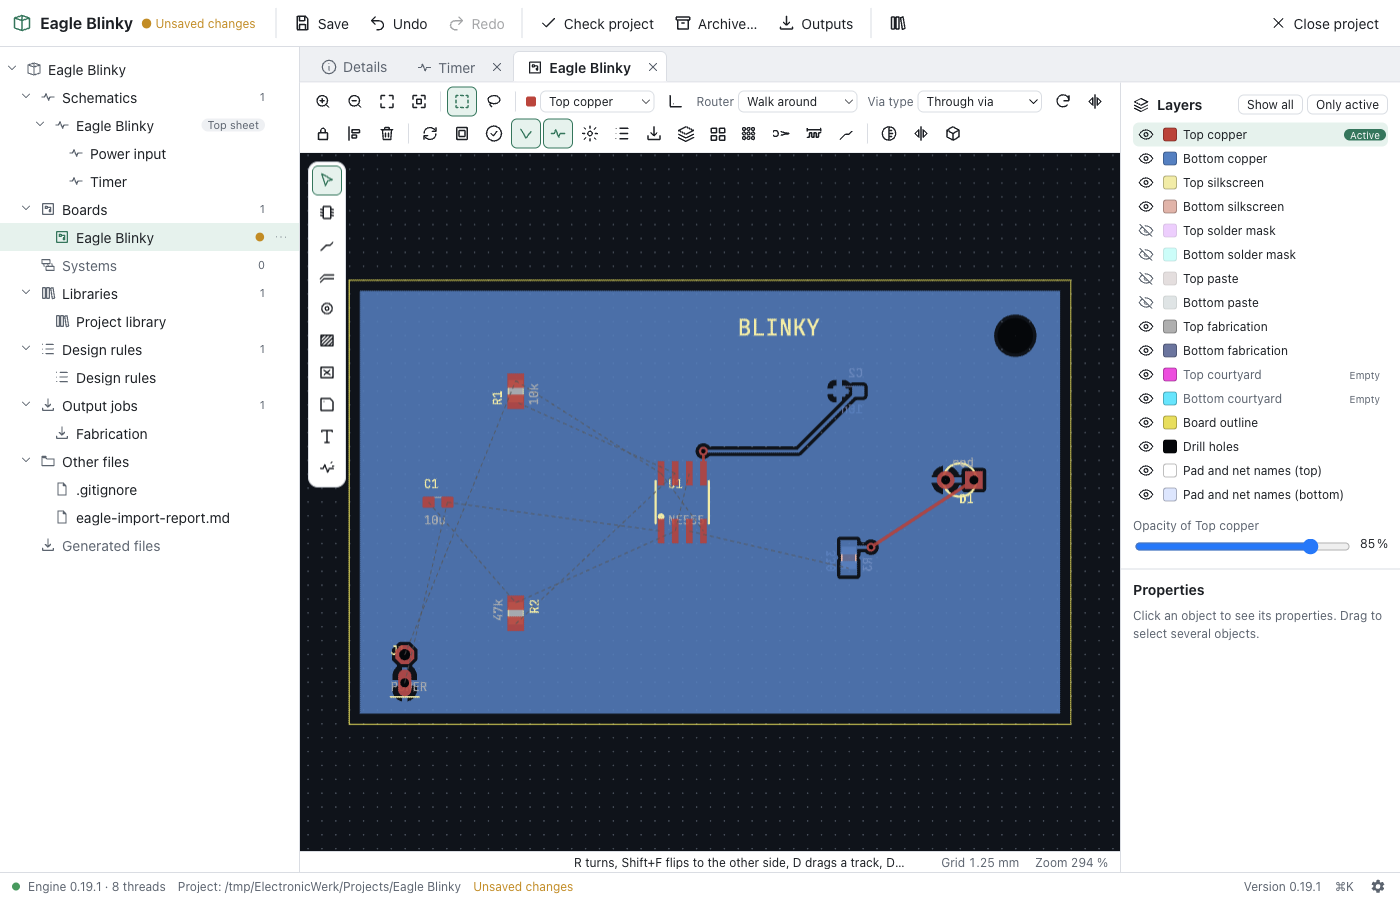 Eagle Blinky
Unsaved changes
Save
Undo
Redo
Check project
Archive...
Outputs
Close project
Eagle Blinky
Schematics 1
Eagle Blinky Top sheet
Power input
Timer
Boards 1
Eagle Blinky
Systems 0
Libraries 1
Project library
Design rules 1
Design rules
Output jobs 1
Fabrication
Other files
.gitignore
eagle-import-report.md
Generated files
Details
Timer
Eagle Blinky
Top copper
Router
Walk around
Via type
Through via
BLINKY
R1
10k
C2
C1
10u
U1
NE555
red
D1
47k
R2
R turns, Shift+F flips to the other side, D drags a track, D...
Grid 1.25 mm
Zoom 294 %
Layers
Show all
Only active
Top copper Active
Bottom copper
Top silkscreen
Bottom silkscreen
Top solder mask
Bottom solder mask
Top paste
Bottom paste
Top fabrication
Bottom fabrication
Top courtyard Empty
Bottom courtyard Empty
Board outline
Drill holes
Pad and net names (top)
Pad and net names (bottom)
Opacity of Top copper
85 %
Properties
Click an object to see its properties. Drag to
select several objects.
Engine 0.19.1 · 8 threads
Project: /tmp/ElectronicWerk/Projects/Eagle Blinky
Unsaved changes
Version 0.19.1
⌘K